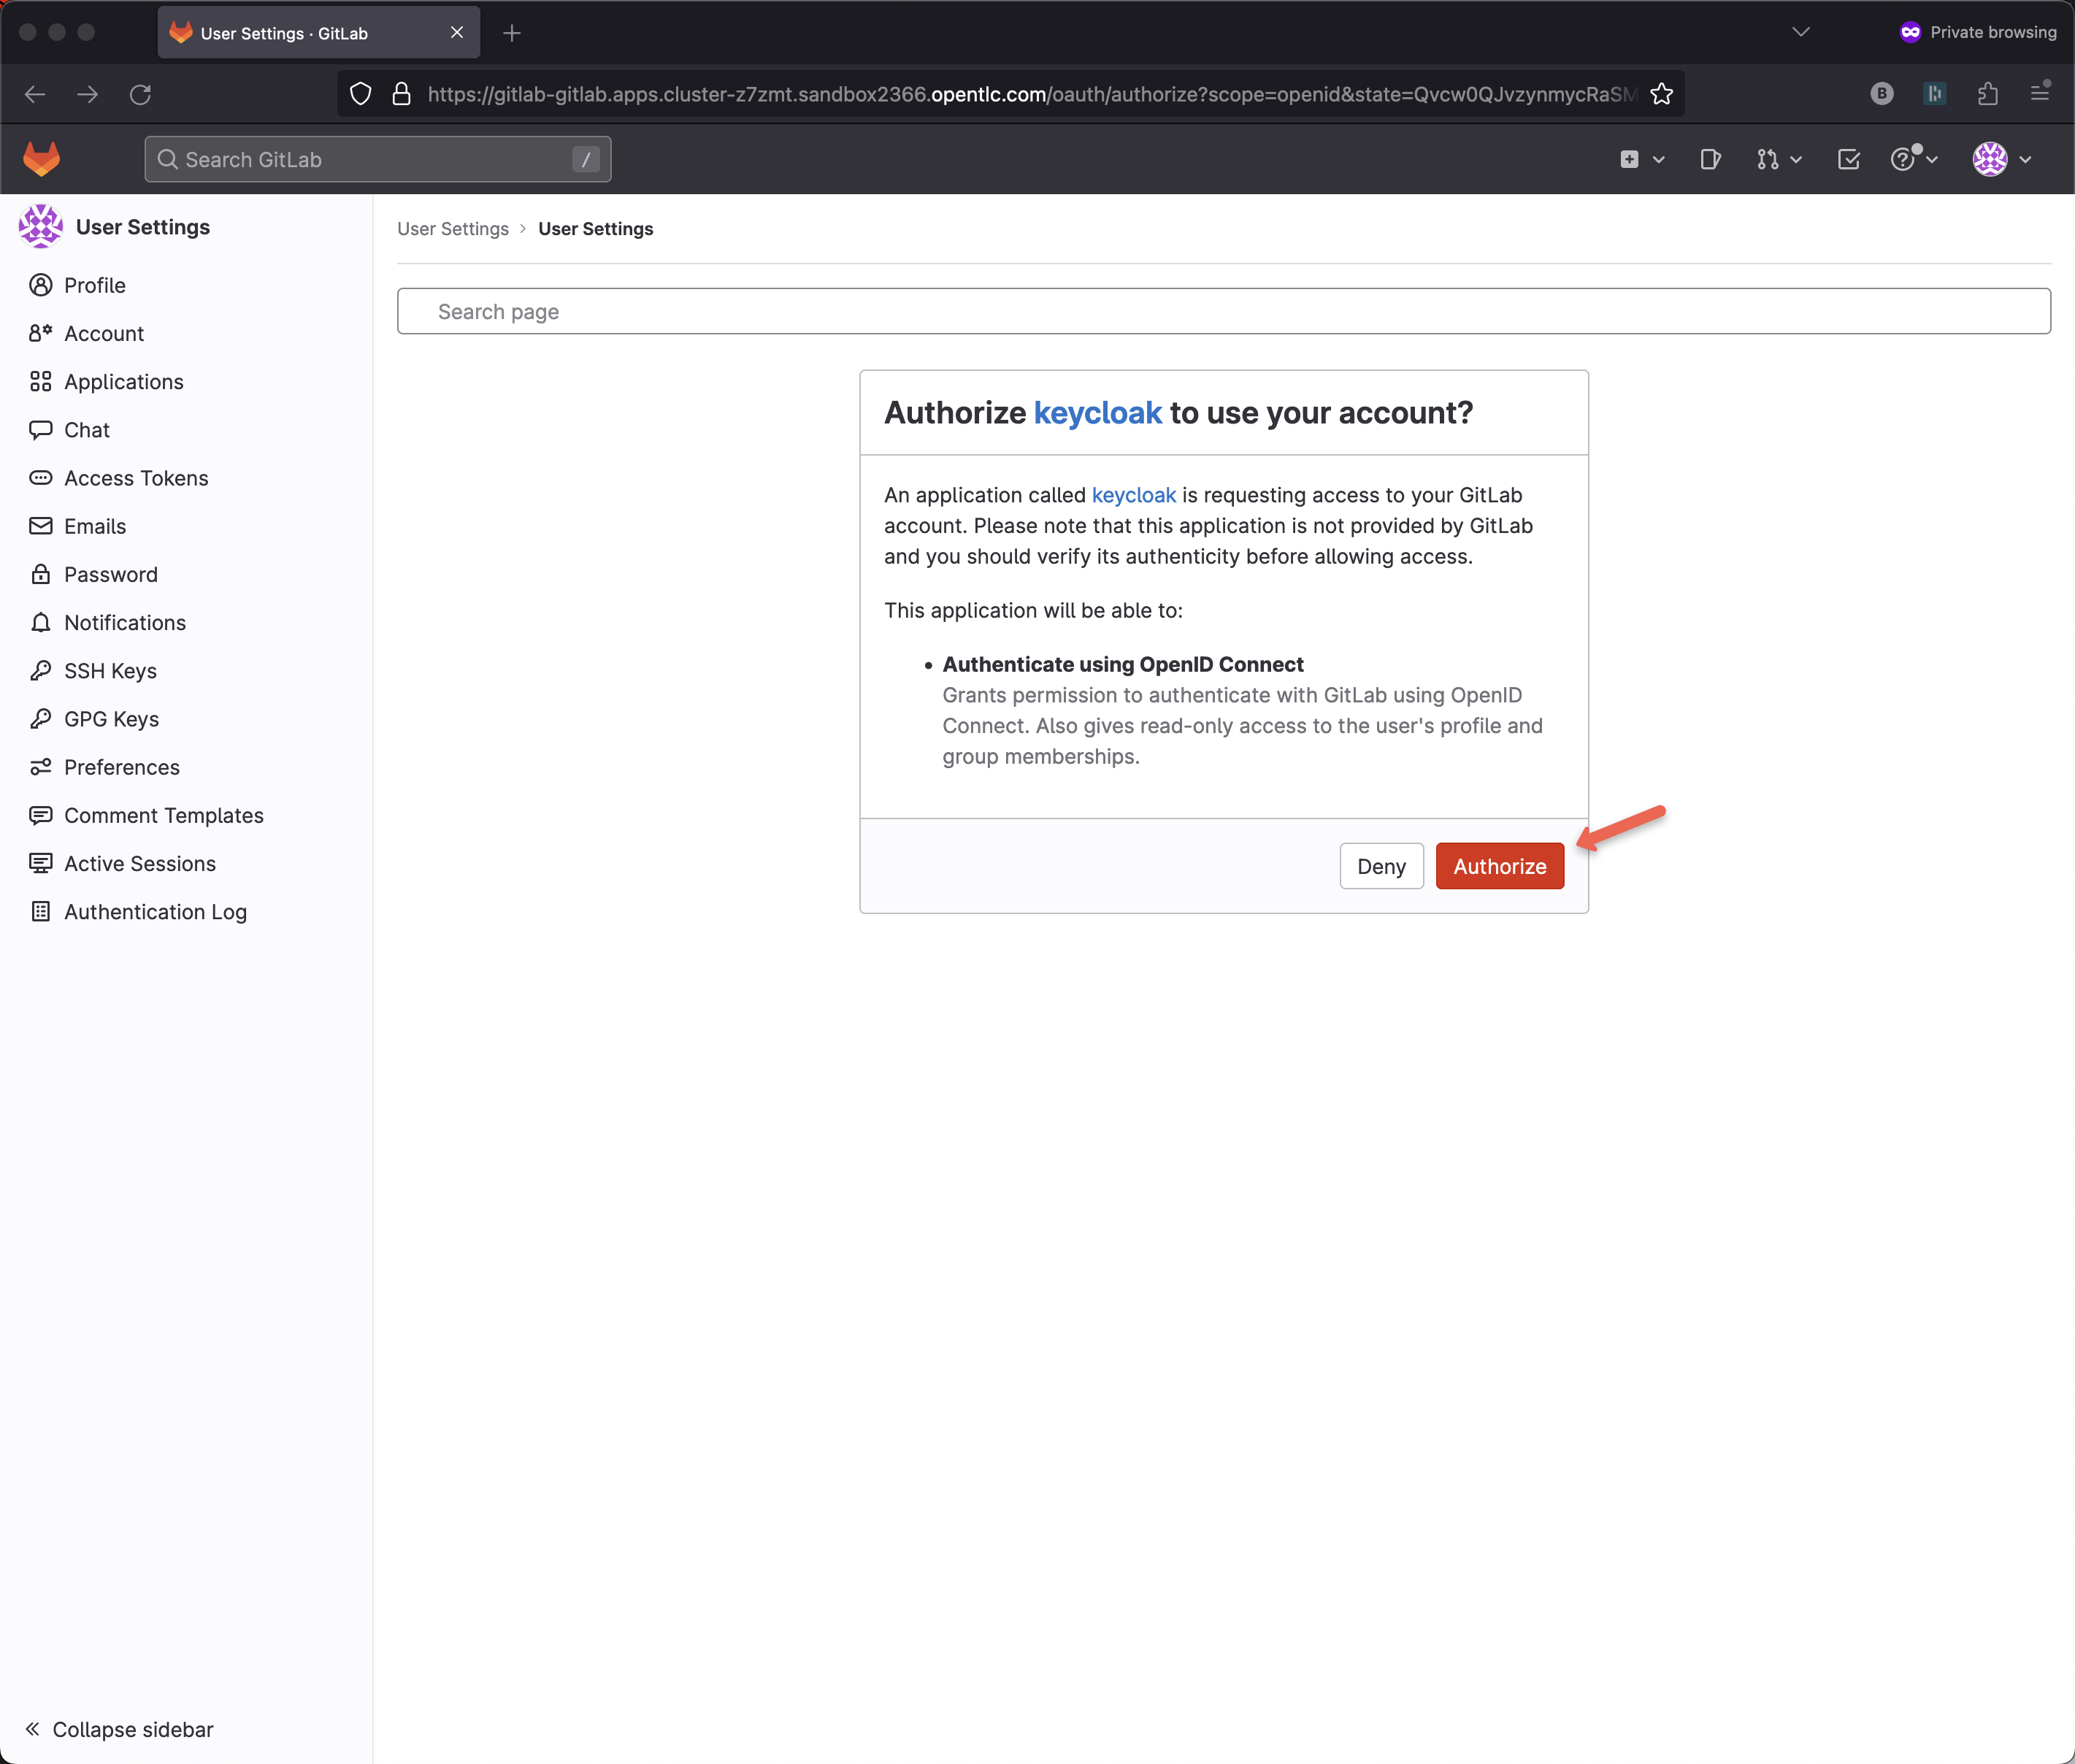 User Settings · GitLab
Private browsing
https://gitlab-gitlab.apps.cluster-z7zmt.sandbox2366.opentlc.com/oauth/authorize?scope=openid&state=Qvcw0QJvzynmycRaSM
B
Search GitLab
/
User Settings
User Settings > User Settings
Profile
Account
Applications
Chat
Access Tokens
Emails
Password
Notifications
SSH Keys
GPG Keys
Preferences
Comment Templates
Active Sessions
Authentication Log
Search page
Authorize keycloak to use your account?
An application called keycloak is requesting access to your GitLab
account. Please note that this application is not provided by GitLab
and you should verify its authenticity before allowing access.
This application will be able to:
• Authenticate using OpenID Connect
Grants permission to authenticate with GitLab using OpenID
Connect. Also gives read-only access to the user's profile and
group memberships.
Deny
Authorize
Collapse sidebar